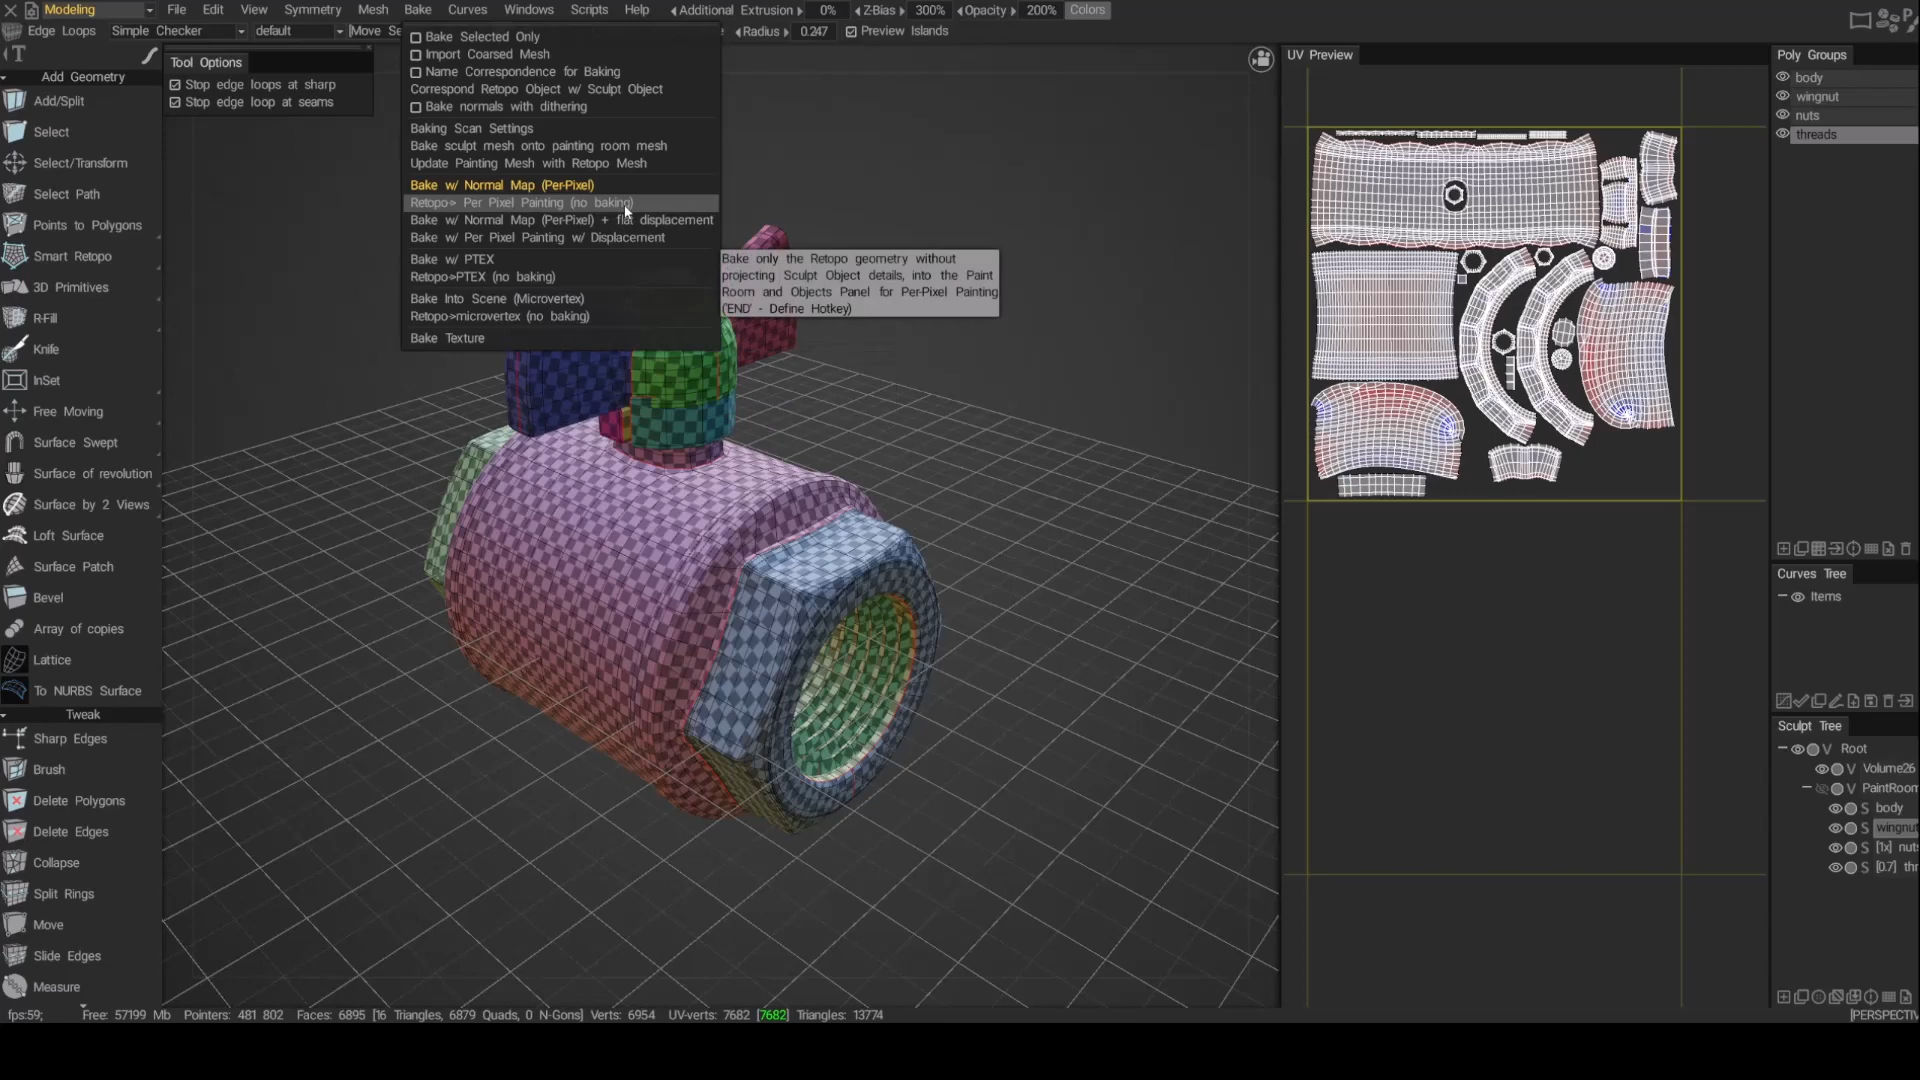 Modeling File Edit View Symmetry Mesh Bake Curves Windows Scripts Help Additional Extrusion 0% Z-Bias 300% Opacity 200% Colors
Edge Loops Simple Checker default Move Se Radius 0.247 Preview Islands
Tool Options
Stop edge loops at sharp
Stop edge loop at seams
Add Geometry
Add/Split
Select
Select/Transform
Select Path
Points to Polygons
Smart Retopo
3D Primitives
R-Fill
Knife
InSet
Free Moving
Surface Swept
Surface of revolution
Surface by 2 Views
Loft Surface
Surface Patch
Bevel
Array of copies
Lattice
To NURBS Surface
Tweak
Sharp Edges
Brush
Delete Polygons
Delete Edges
Collapse
Split Rings
Move
Slide Edges
Measure
Bake Selected Only
Import Coarsed Mesh
Name Correspondence for Baking
Correspond Retopo Object w/ Sculpt Object
Bake normals with dithering
Baking Scan Settings
Bake sculpt mesh onto painting room mesh
Update Painting Mesh with Retopo Mesh
Bake w/ Normal Map (Per-Pixel)
Retopo-> Per Pixel Painting (no baking)
Bake w/ Normal Map (Per-Pixel) + flat displacement
Bake w/ Per Pixel Painting w/ Displacement
Bake w/ PTEX
Retopo->PTEX (no baking)
Bake Into Scene (Microvertex)
Retopo->microvertex (no baking)
Bake Texture
Bake only the Retopo geometry without
projecting Sculpt Object details, into the Paint
Room and Objects Panel for Per-Pixel Painting
('END' - Define Hotkey)
UV Preview
Poly Groups
body
wingnut
nuts
threads
Curves Tree
Items
Sculpt Tree
V Root
V Volume26
V PaintRoom
S body
S wingnut
S [1x] nuts
S [0.7] thr
fps:59; Free: 57199 Mb Pointers: 481 802 Faces: 6895 [16 Triangles, 6879 Quads, 0 N-Gons] Verts: 6954 UV-verts: 7682 [7682] Triangles: 13774 [PERSPECTIV